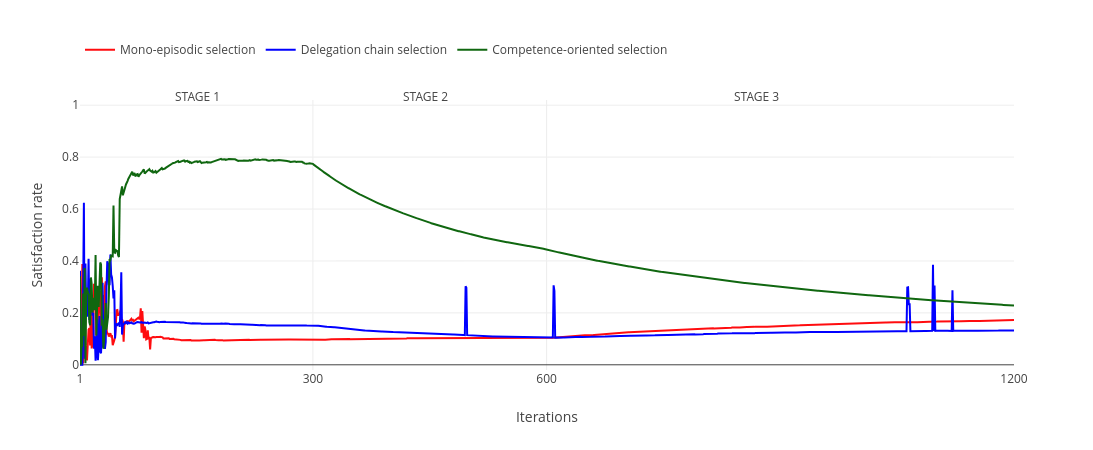 Mono-episodic selection Delegation chain selection Competence-oriented selection
STAGE 1 STAGE 2 STAGE 3
1
0.8
0.6
0.4
0.2
0
Satisfaction rate
1 300 600 1200
Iterations